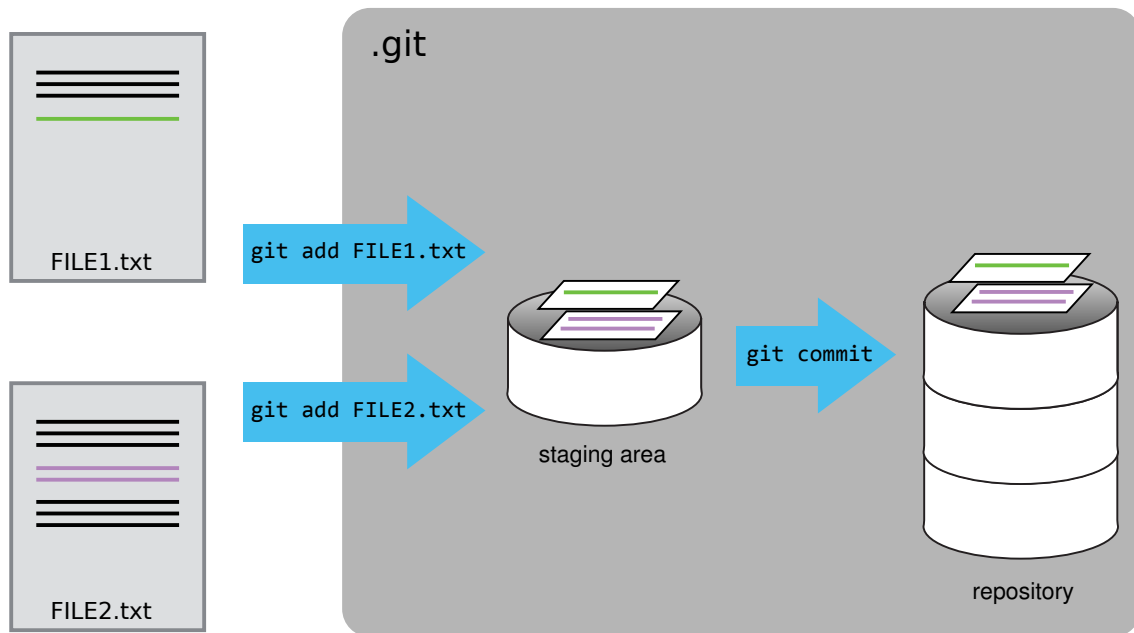 .git
FILE1.txt
git add FILE1.txt
git commit
git add FILE2.txt
staging area
FILE2.txt
repository